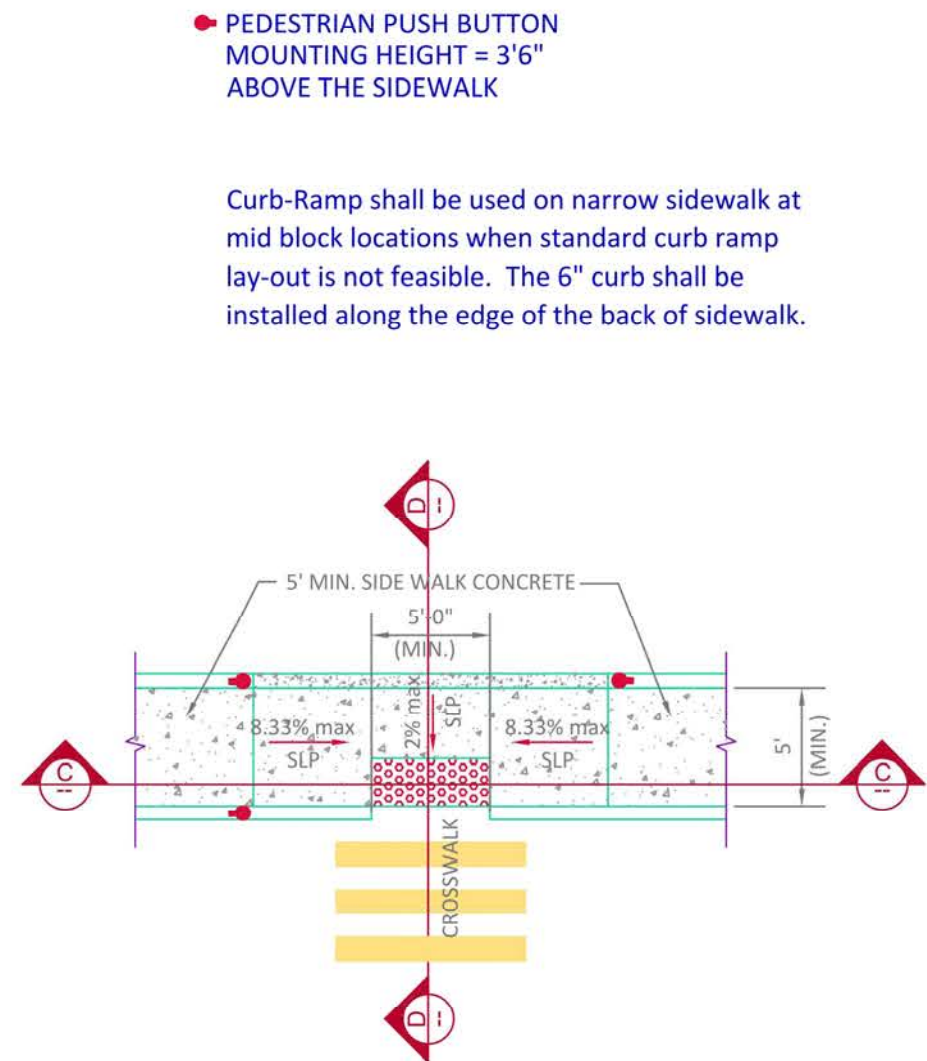 PEDESTRIAN PUSH BUTTON
MOUNTING HEIGHT = 3'6"
ABOVE THE SIDEWALK
Curb-Ramp shall be used on narrow sidewalk at
mid block locations when standard curb ramp
lay-out is not feasible. The 6" curb shall be
installed along the edge of the back of sidewalk.
D
--
5' MIN. SIDE WALK CONCRETE
5'-0"
(MIN.)
8.33% max
SLP
2% max
SLP
8.33% max
SLP
5'
(MIN.)
C
--
C
--
CROSSWALK
D
--